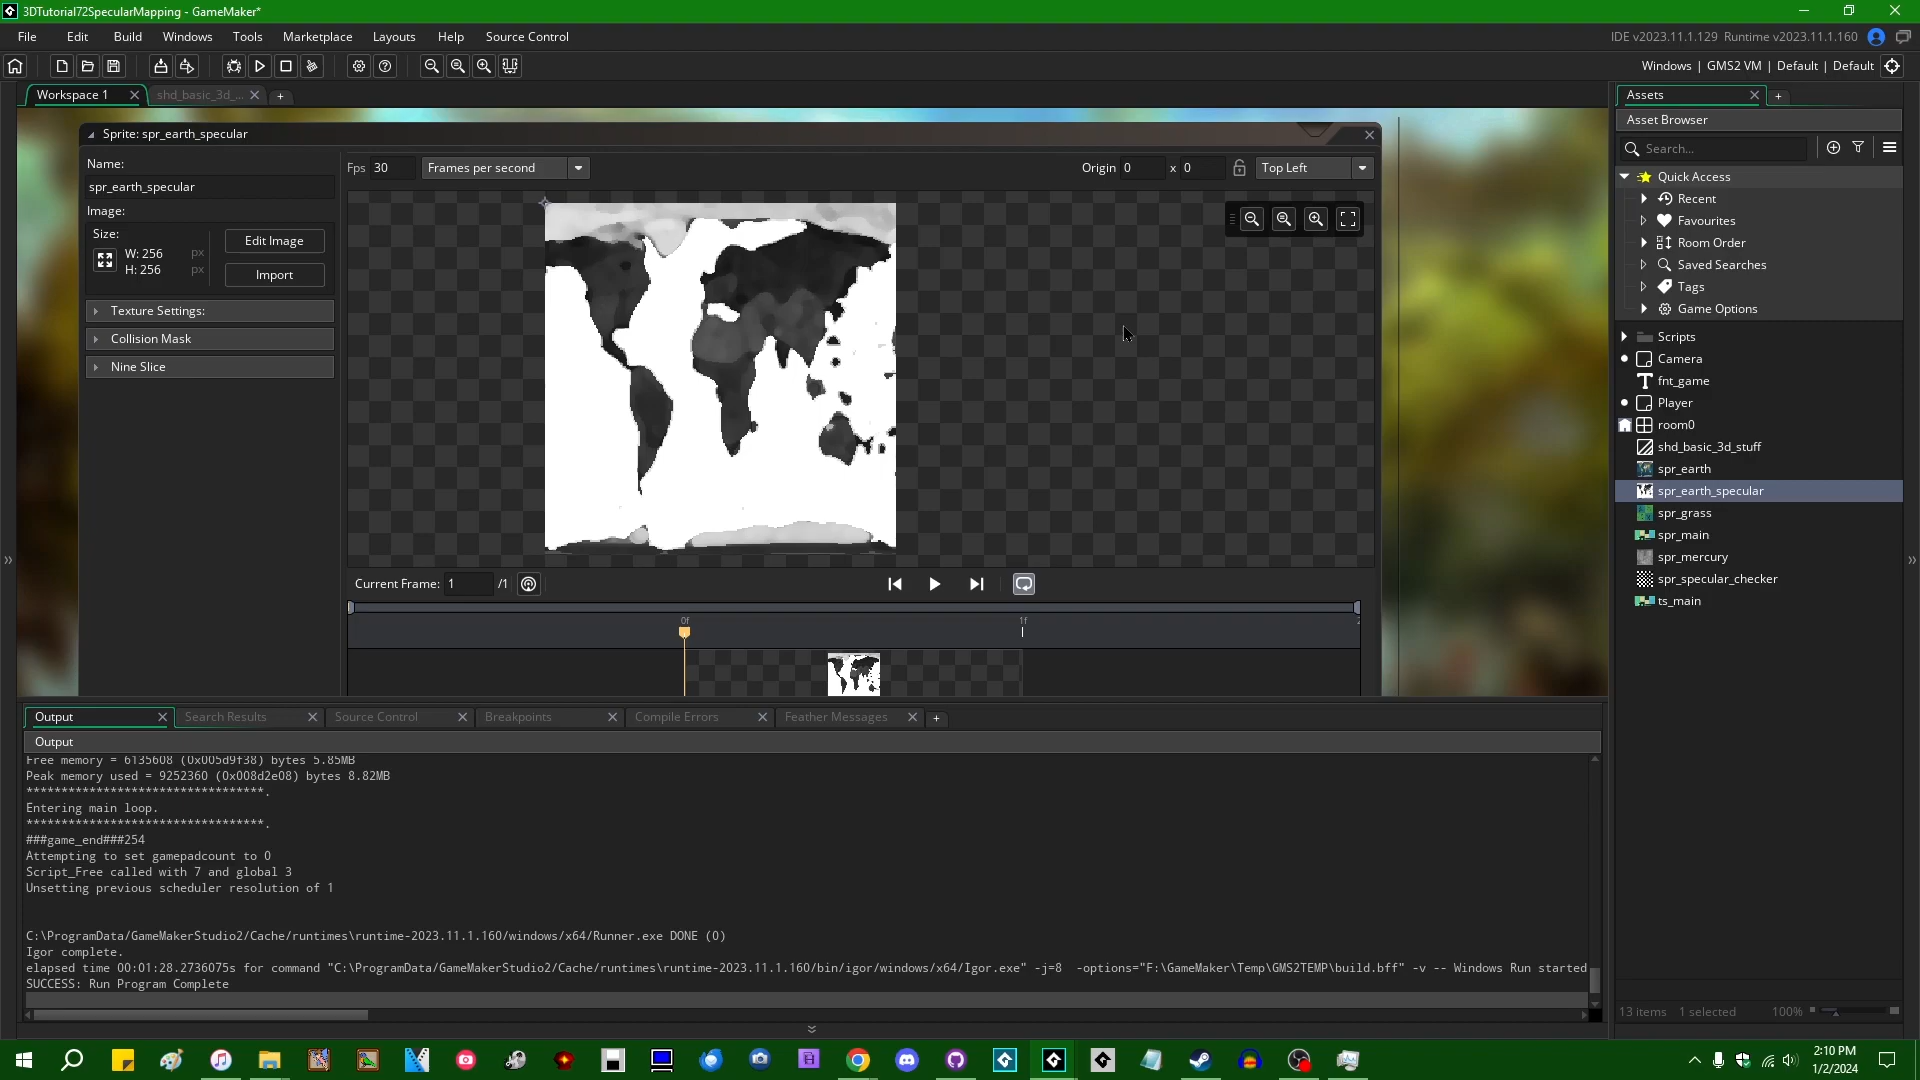 3DTutorial72SpecularMapping - GameMaker*
File Edit Build Windows Tools Marketplace Layouts Help Source Control
IDE v2023.11.1.129 Runtime v2023.11.1.160
Windows | GMS2 VM | Default | Default
Workspace 1
shd_basic_3d_...
Sprite: spr_earth_specular
Name:
spr_earth_specular
Image:
Size:
W: 256 px
H: 256 px
Edit Image
Import
Texture Settings:
Collision Mask
Nine Slice
Fps 30 Frames per second
Origin 0 x 0 Top Left
Current Frame: 1 /1
0f
1f
Assets
Asset Browser
Search...
Quick Access
Recent
Favourites
Room Order
Saved Searches
Tags
Game Options
Scripts
Camera
fnt_game
Player
room0
shd_basic_3d_stuff
spr_earth
spr_earth_specular
spr_grass
spr_main
spr_mercury
spr_specular_checker
ts_main
13 items 1 selected 100%
Output Search Results Source Control Breakpoints Compile Errors Feather Messages
Output
Free memory = 6135608 (0x005d9f38) bytes 5.85MB
Peak memory used = 9252360 (0x008d2e08) bytes 8.82MB
*********************************.
Entering main loop.
*********************************.
###game_end###254
Attempting to set gamepadcount to 0
Script_Free called with 7 and global 3
Unsetting previous scheduler resolution of 1
C:\ProgramData/GameMakerStudio2/Cache/runtimes\runtime-2023.11.1.160/windows/x64/Runner.exe DONE (0)
Igor complete.
elapsed time 00:01:28.2736075s for command "C:\ProgramData/GameMakerStudio2/Cache/runtimes\runtime-2023.11.1.160/bin/igor/windows/x64/Igor.exe" -j=8  -options="F:\GameMaker\Temp\GMS2TEMP\build.bff" -v -- Windows Run started
SUCCESS: Run Program Complete
2:10 PM
1/2/2024